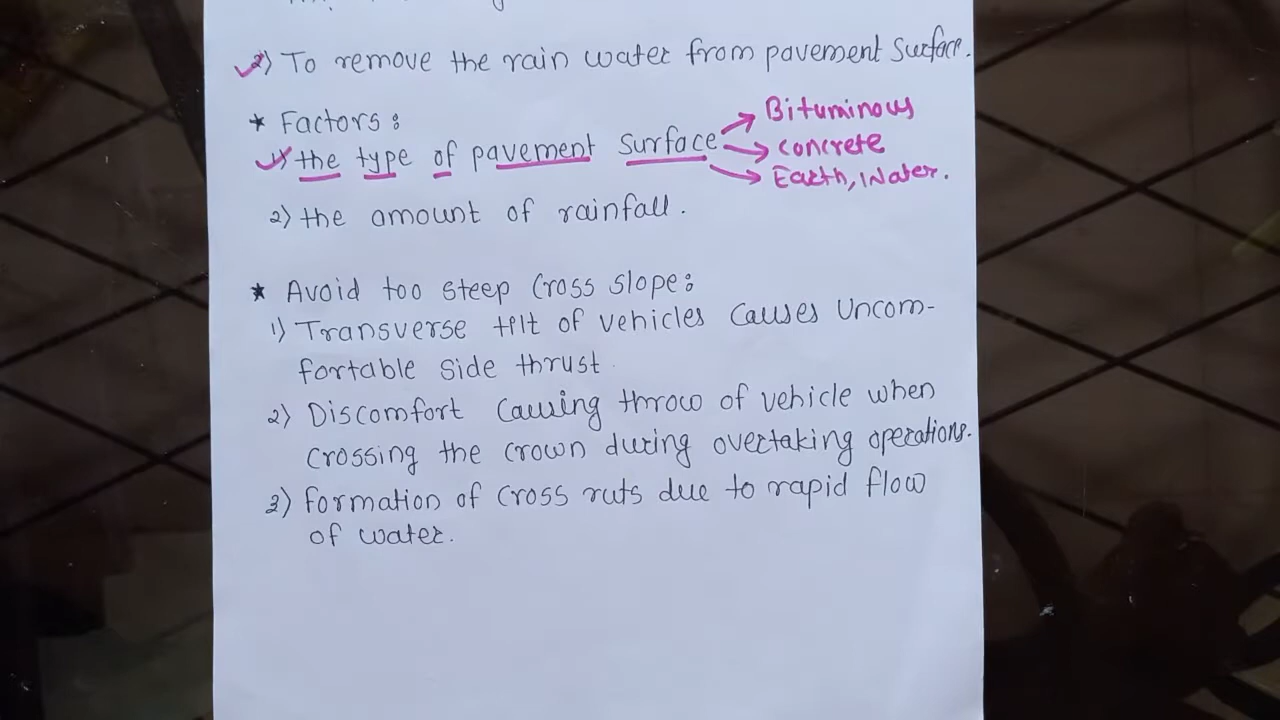 2) To remove the rain water from pavement surface.
* Factors:
1) the type of pavement surface
Bituminous
concrete
Earth, Water.
2) the amount of rainfall.
* Avoid too steep Cross slope:
1) Transverse tilt of vehicles causes Uncom-
fortable side thrust.
2) Discomfort causing throw of vehicle when
crossing the crown during overtaking operations.
3) formation of cross ruts due to rapid flow
of water.